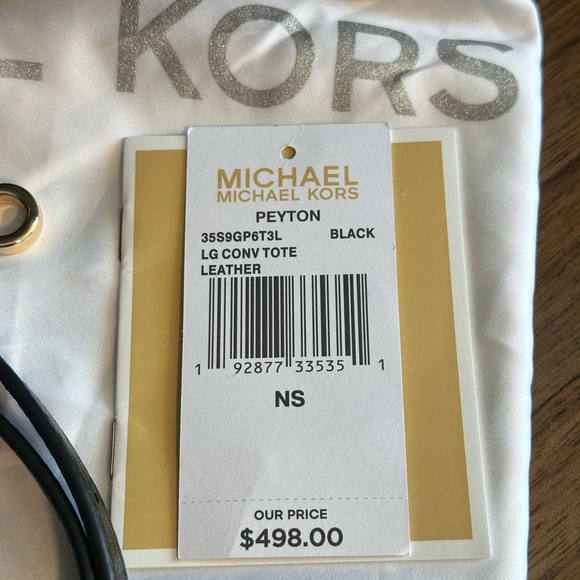 L KORS
MICHAEL
MICHAEL KORS
PEYTON
35S9GP6T3L BLACK
LG CONV TOTE
LEATHER
1 92877 33535 1
NS
OUR PRICE
$498.00